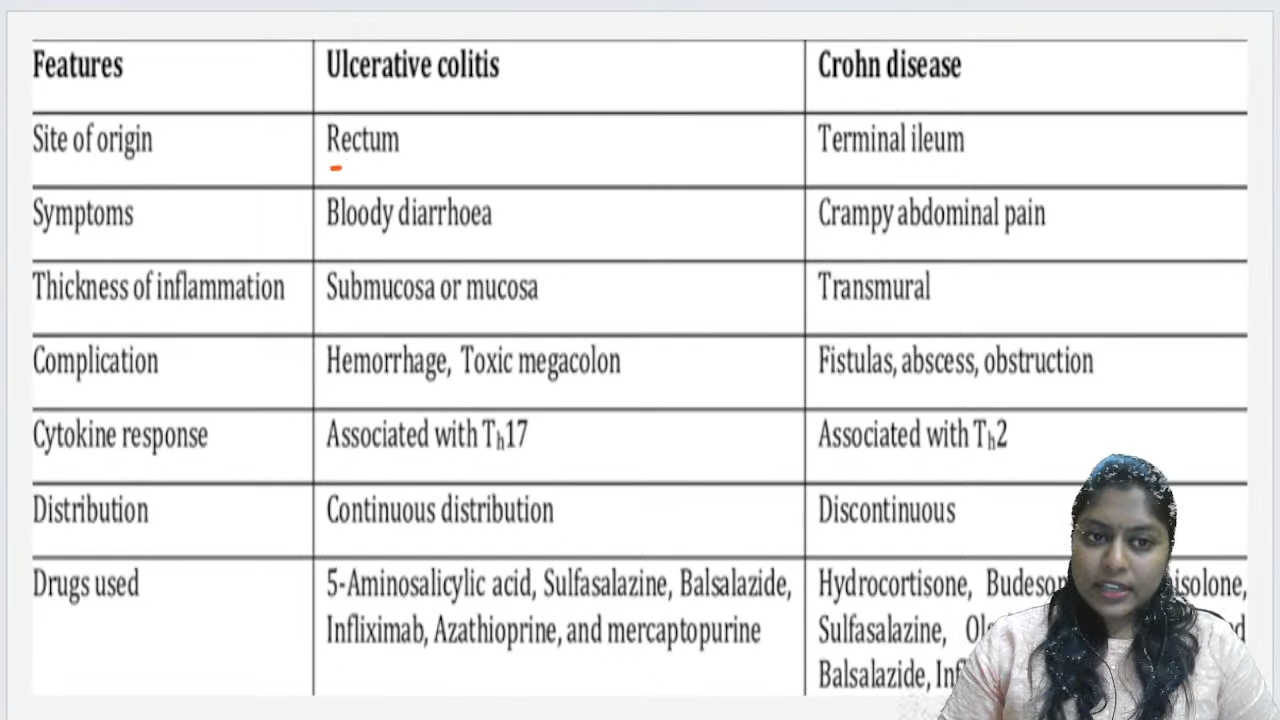 Features Ulcerative colitis Crohn disease
Site of origin Rectum Terminal ileum
Symptoms Bloody diarrhoea Crampy abdominal pain
Thickness of inflammation Submucosa or mucosa Transmural
Complication Hemorrhage, Toxic megacolon Fistulas, abscess, obstruction
Cytokine response Associated with Th17 Associated with Th2
Distribution Continuous distribution Discontinuous
Drugs used 5-Aminosalicylic acid, Sulfasalazine, Balsalazide, Hydrocortisone,
Infliximab, Azathioprine, and mercaptopurine Sulfasalazine,
Balsalazide,